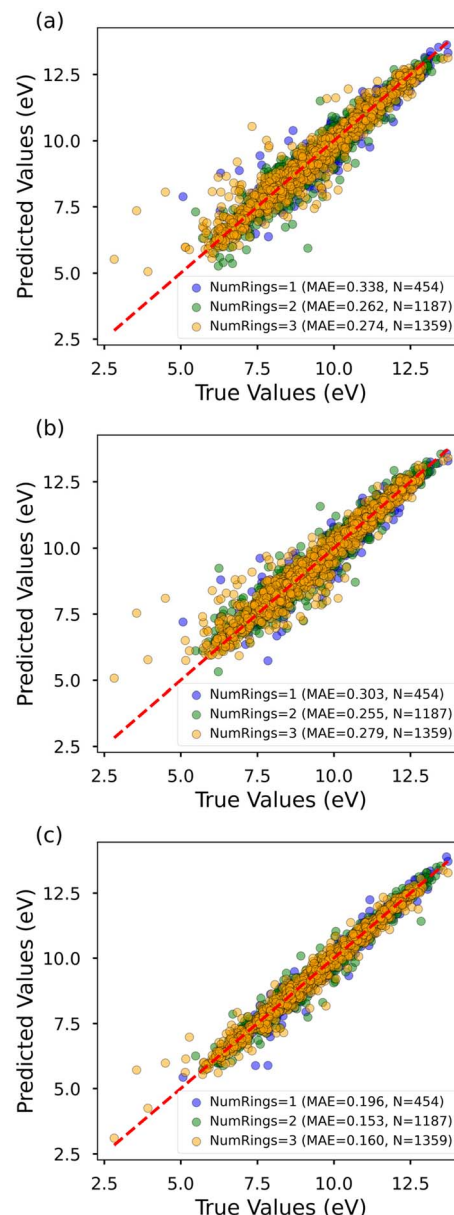 (a)
Predicted Values (eV)
12.5
10.0
7.5
5.0
2.5
NumRings=1 (MAE=0.338, N=454)
NumRings=2 (MAE=0.262, N=1187)
NumRings=3 (MAE=0.274, N=1359)
2.5 5.0 7.5 10.0 12.5
True Values (eV)
(b)
Predicted Values (eV)
12.5
10.0
7.5
5.0
2.5
NumRings=1 (MAE=0.303, N=454)
NumRings=2 (MAE=0.255, N=1187)
NumRings=3 (MAE=0.279, N=1359)
2.5 5.0 7.5 10.0 12.5
True Values (eV)
(c)
Predicted Values (eV)
12.5
10.0
7.5
5.0
2.5
NumRings=1 (MAE=0.196, N=454)
NumRings=2 (MAE=0.153, N=1187)
NumRings=3 (MAE=0.160, N=1359)
2.5 5.0 7.5 10.0 12.5
True Values (eV)